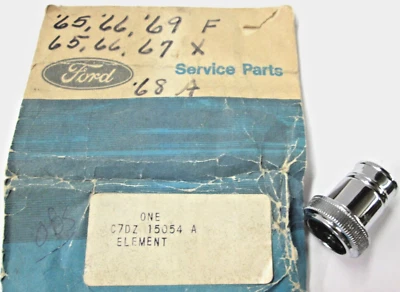 '65, '66, '69 F
65, 66, 67 X
Ford
Service Parts
'68 A
ONE
C7DZ 15054 A
ELEMENT